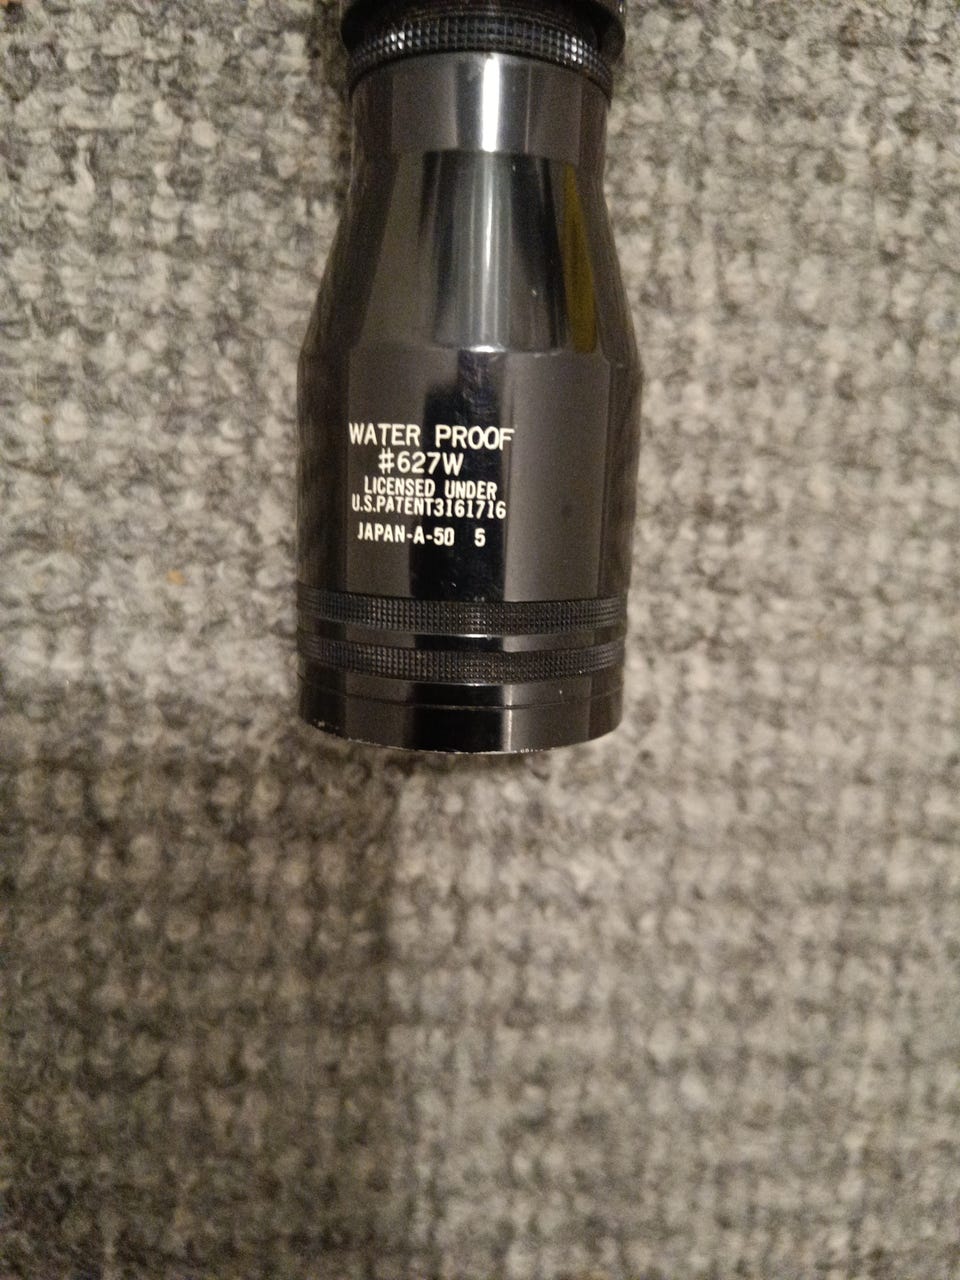 WATER PROOF
#627W
LICENSED UNDER
U.S.PATENT3161716
JAPAN-A-50 5